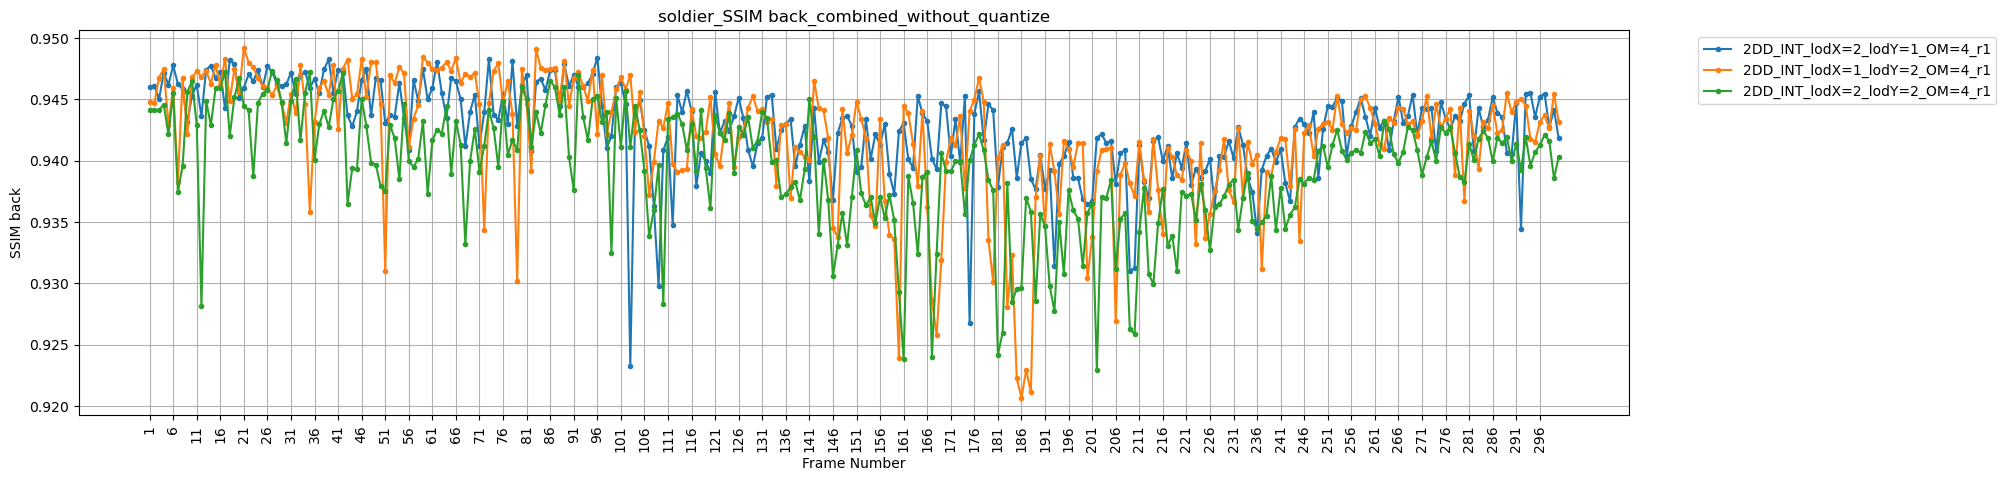 soldier_SSIM back_combined_without_quantize
SSIM back
0.950
0.945
0.940
0.935
0.930
0.925
0.920
1 6 11 16 21 26 31 36 41 46 51 56 61 66 71 76 81 86 91 96 101 106 111 116 121 126 131 136 141 146 151 156 161 166 171 176 181 186 191 196 201 206 211 216 221 226 231 236 241 246 251 256 261 266 271 276 281 286 291 296
Frame Number
2DD_INT_lodX=2_lodY=1_OM=4_r1
2DD_INT_lodX=1_lodY=2_OM=4_r1
2DD_INT_lodX=2_lodY=2_OM=4_r1